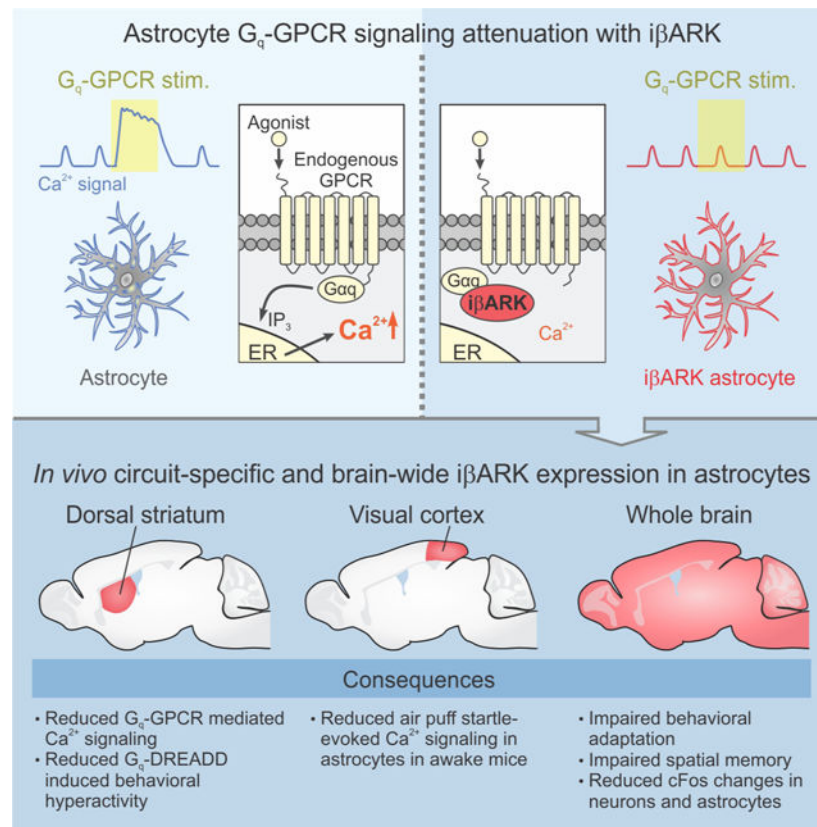 Astrocyte Gq-GPCR signaling attenuation with iβARK
Gq-GPCR stim.
Ca²⁺ signal
Astrocyte
Agonist
Endogenous
GPCR
Gαq
IP₃
Ca²⁺
ER
Gαq
iβARK
Ca²⁺
ER
Gq-GPCR stim.
iβARK astrocyte
In vivo circuit-specific and brain-wide iβARK expression in astrocytes
Dorsal striatum
Visual cortex
Whole brain
Consequences
• Reduced Gq-GPCR mediated
Ca²⁺ signaling
• Reduced Gq-DREADD
induced behavioral
hyperactivity
• Reduced air puff startle-
evoked Ca²⁺ signaling in
astrocytes in awake mice
• Impaired behavioral
adaptation
• Impaired spatial memory
• Reduced cFos changes in
neurons and astrocytes